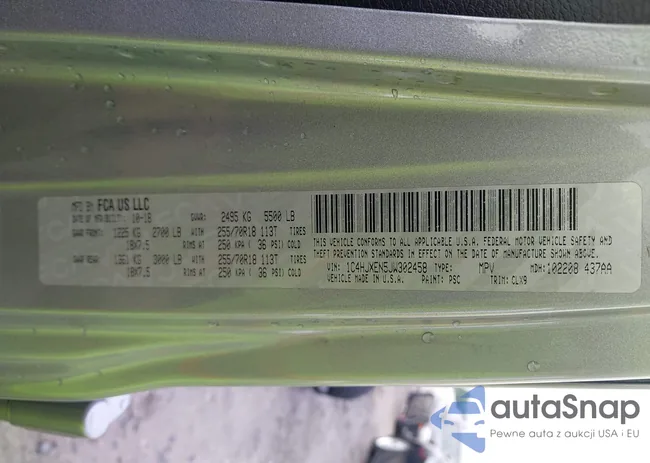 MFD BY: FCA US LLC
DATE OF MFR: 10-18 GVWR: 2495 KG 5500 LB
GAWR FRONT: 1225 KG 2700 LB 255/70R18 113T TIRES
18X7.5 RIMS AT 250 KPA ( 36 PSI) COLD
1361 KG 3000 LB 255/70R18 113T TIRES
18X7.5 RIMS AT 250 KPA ( 36 PSI) COLD
THIS VEHICLE CONFORMS TO ALL APPLICABLE U.S.A. FEDERAL MOTOR VEHICLE SAFETY AND
THEFT PREVENTION STANDARDS IN EFFECT ON THE DATE OF MANUFACTURE SHOWN ABOVE.
VIN: 1C4HJXEN5JW302458 TYPE: MPV MDH: 102208 437AA
VEHICLE MADE IN U.S.A. PAINT: PSC TRIM: CLX9
autaSnap
Pewne auta z aukcji USA i EU